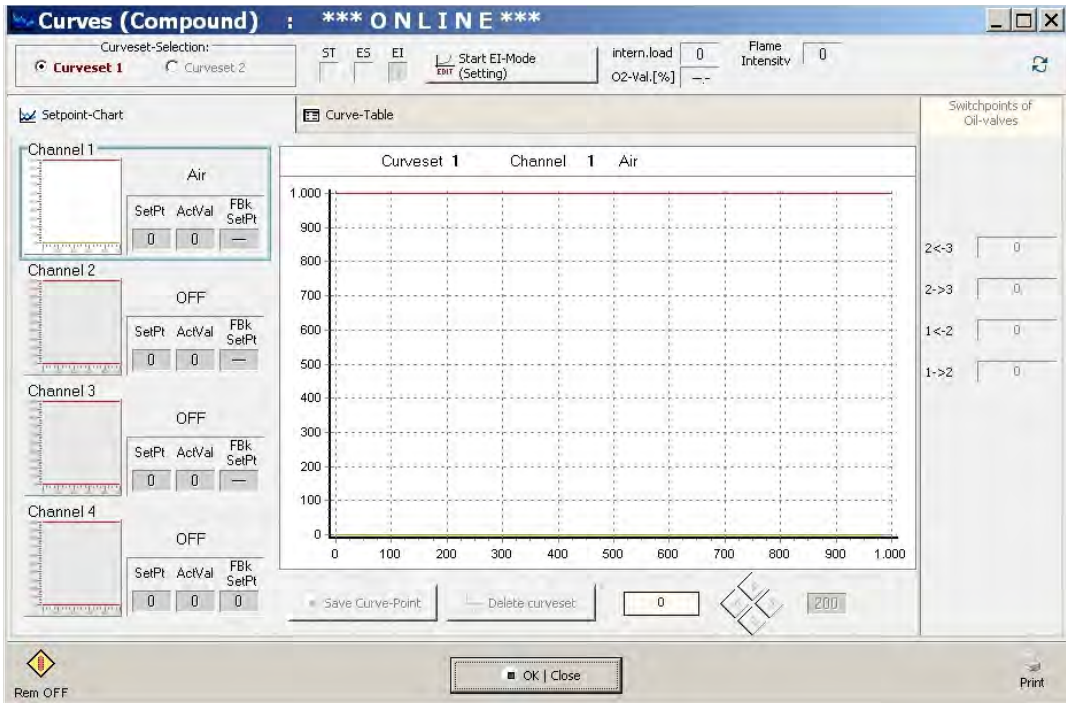 Curves (Compound) : *** O N L I N E ***
Curveset-Selection:
Curveset 1 Curveset 2
ST ES EI
EDIT Start EI-Mode
(Setting)
intern.load 0
O2-Val.[%] -.-
Flame
Intensity 0
Setpoint-Chart
Curve-Table
Switchpoints of
Oil-valves
Channel 1
Air
SetPt ActVal FBk
SetPt
0 0 —
Channel 2
OFF
SetPt ActVal FBk
SetPt
0 0 —
Channel 3
OFF
SetPt ActVal FBk
SetPt
0 0 —
Channel 4
OFF
SetPt ActVal FBk
SetPt
0 0 0
Curveset 1 Channel 1 Air
1.000
900
800
700
600
500
400
300
200
100
0
0 100 200 300 400 500 600 700 800 900 1.000
2<-3 0
2->3 0
1<-2 0
1->2 0
Save Curve-Point
Delete curveset
0
200
Rem OFF
OK | Close
Print